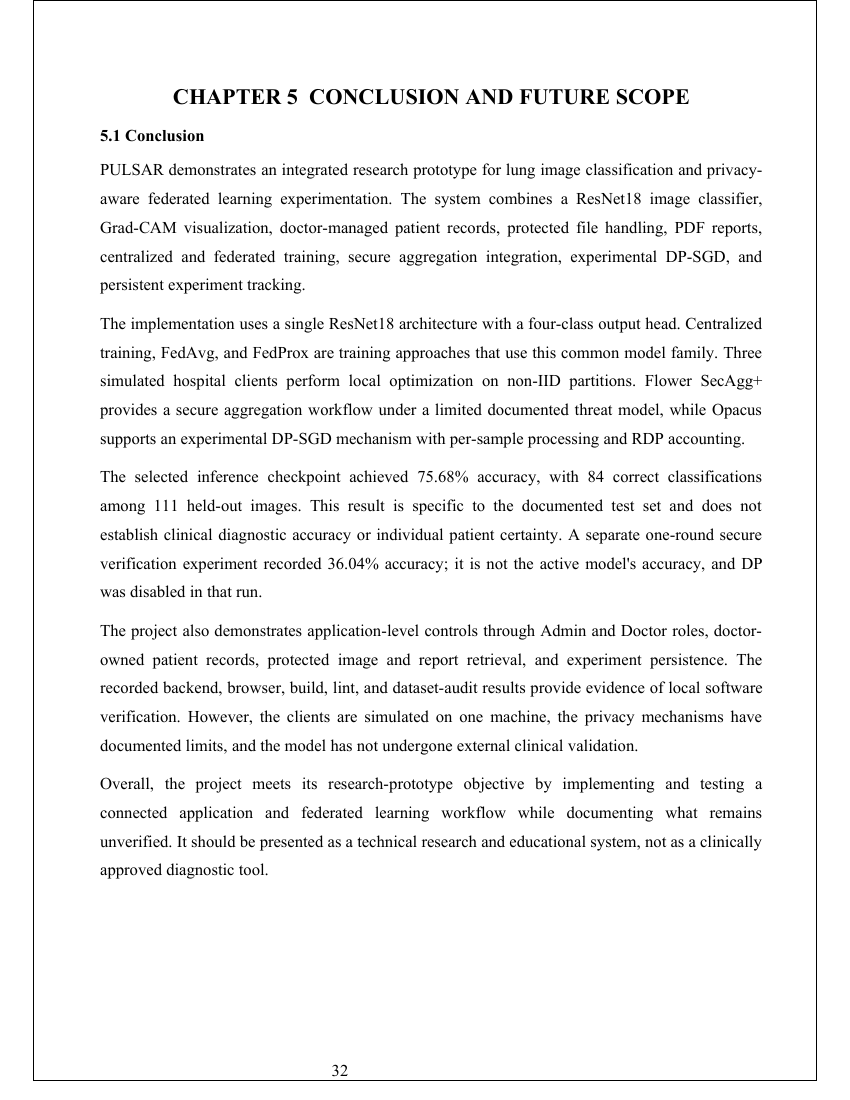 CHAPTER 5  CONCLUSION AND FUTURE SCOPE
5.1 Conclusion
PULSAR demonstrates an integrated research prototype for lung image classification and privacy-
aware federated learning experimentation. The system combines a ResNet18 image classifier,
Grad-CAM visualization, doctor-managed patient records, protected file handling, PDF reports,
centralized and federated training, secure aggregation integration, experimental DP-SGD, and
persistent experiment tracking.
The implementation uses a single ResNet18 architecture with a four-class output head. Centralized
training, FedAvg, and FedProx are training approaches that use this common model family. Three
simulated hospital clients perform local optimization on non-IID partitions. Flower SecAgg+
provides a secure aggregation workflow under a limited documented threat model, while Opacus
supports an experimental DP-SGD mechanism with per-sample processing and RDP accounting.
The selected inference checkpoint achieved 75.68% accuracy, with 84 correct classifications
among 111 held-out images. This result is specific to the documented test set and does not
establish clinical diagnostic accuracy or individual patient certainty. A separate one-round secure
verification experiment recorded 36.04% accuracy; it is not the active model's accuracy, and DP
was disabled in that run.
The project also demonstrates application-level controls through Admin and Doctor roles, doctor-
owned patient records, protected image and report retrieval, and experiment persistence. The
recorded backend, browser, build, lint, and dataset-audit results provide evidence of local software
verification. However, the clients are simulated on one machine, the privacy mechanisms have
documented limits, and the model has not undergone external clinical validation.
Overall, the project meets its research-prototype objective by implementing and testing a
connected application and federated learning workflow while documenting what remains
unverified. It should be presented as a technical research and educational system, not as a clinically
approved diagnostic tool.
32